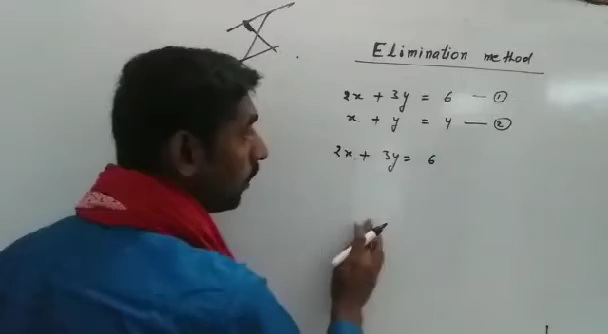 Elimination method
2x + 3y = 6 — ①
x + y = 4 — ②
2x + 3y = 6